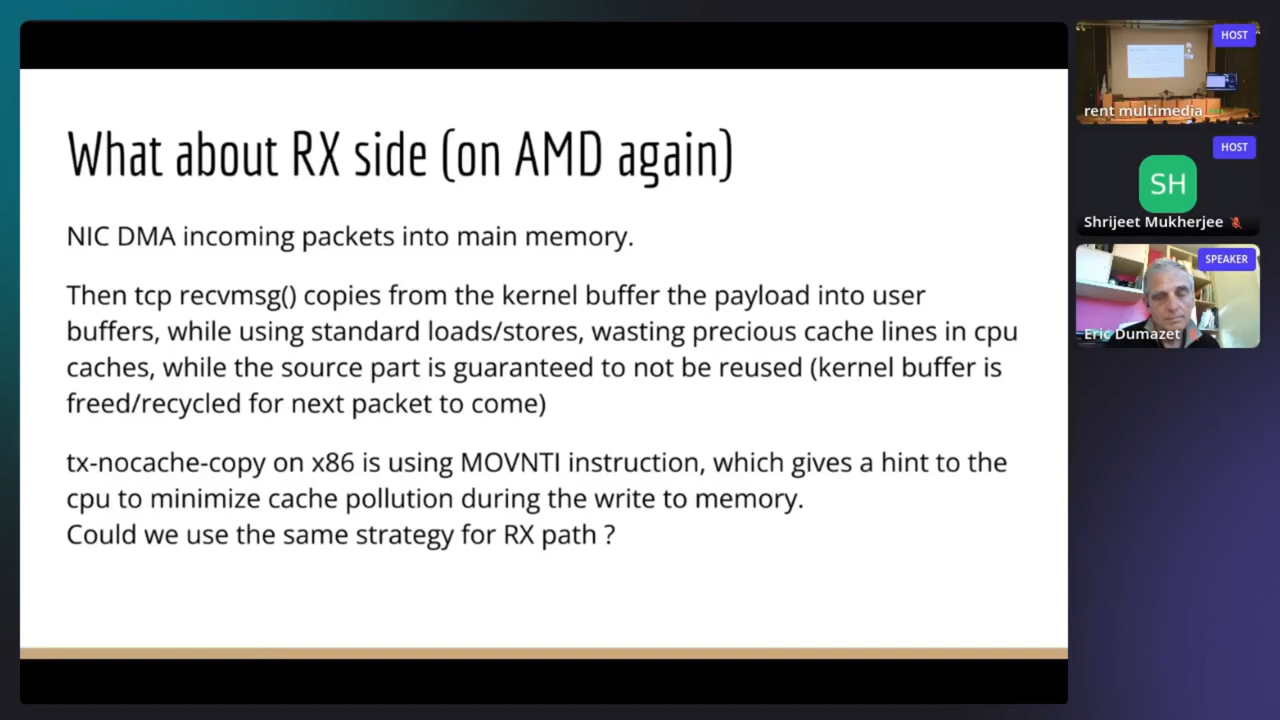 What about RX side (on AMD again)
NIC DMA incoming packets into main memory.
Then tcp recvmsg() copies from the kernel buffer the payload into user
buffers, while using standard loads/stores, wasting precious cache lines in cpu
caches, while the source part is guaranteed to not be reused (kernel buffer is
freed/recycled for next packet to come)
tx-nocache-copy on x86 is using MOVNTI instruction, which gives a hint to the
cpu to minimize cache pollution during the write to memory.
Could we use the same strategy for RX path ?
HOST
rent multimedia
HOST
SH
Shrijeet Mukherjee
SPEAKER
Eric Dumazet